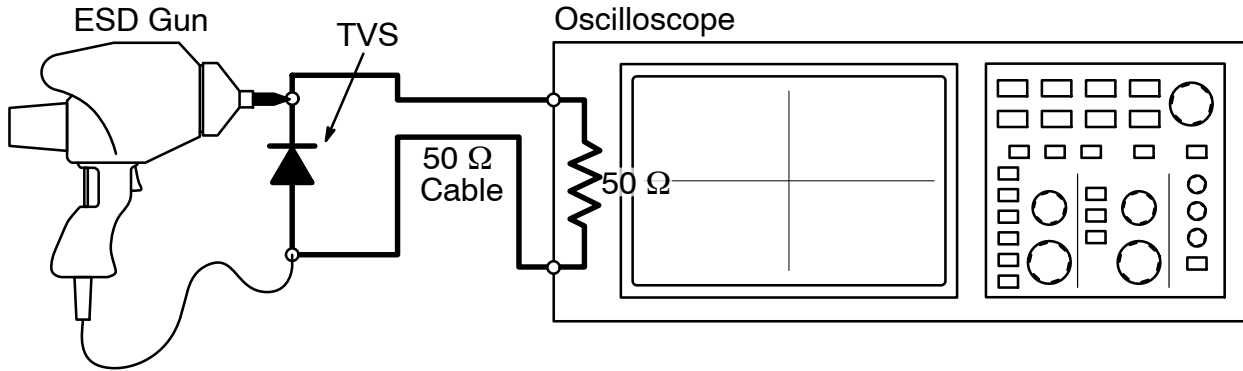 ESD Gun
TVS
Oscilloscope
50 Ω
Cable
50 Ω